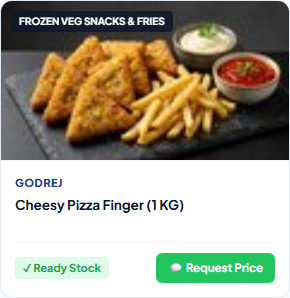 FROZEN VEG SNACKS & FRIES
GODREJ
Cheesy Pizza Finger (1 KG)
✓ Ready Stock
Request Price